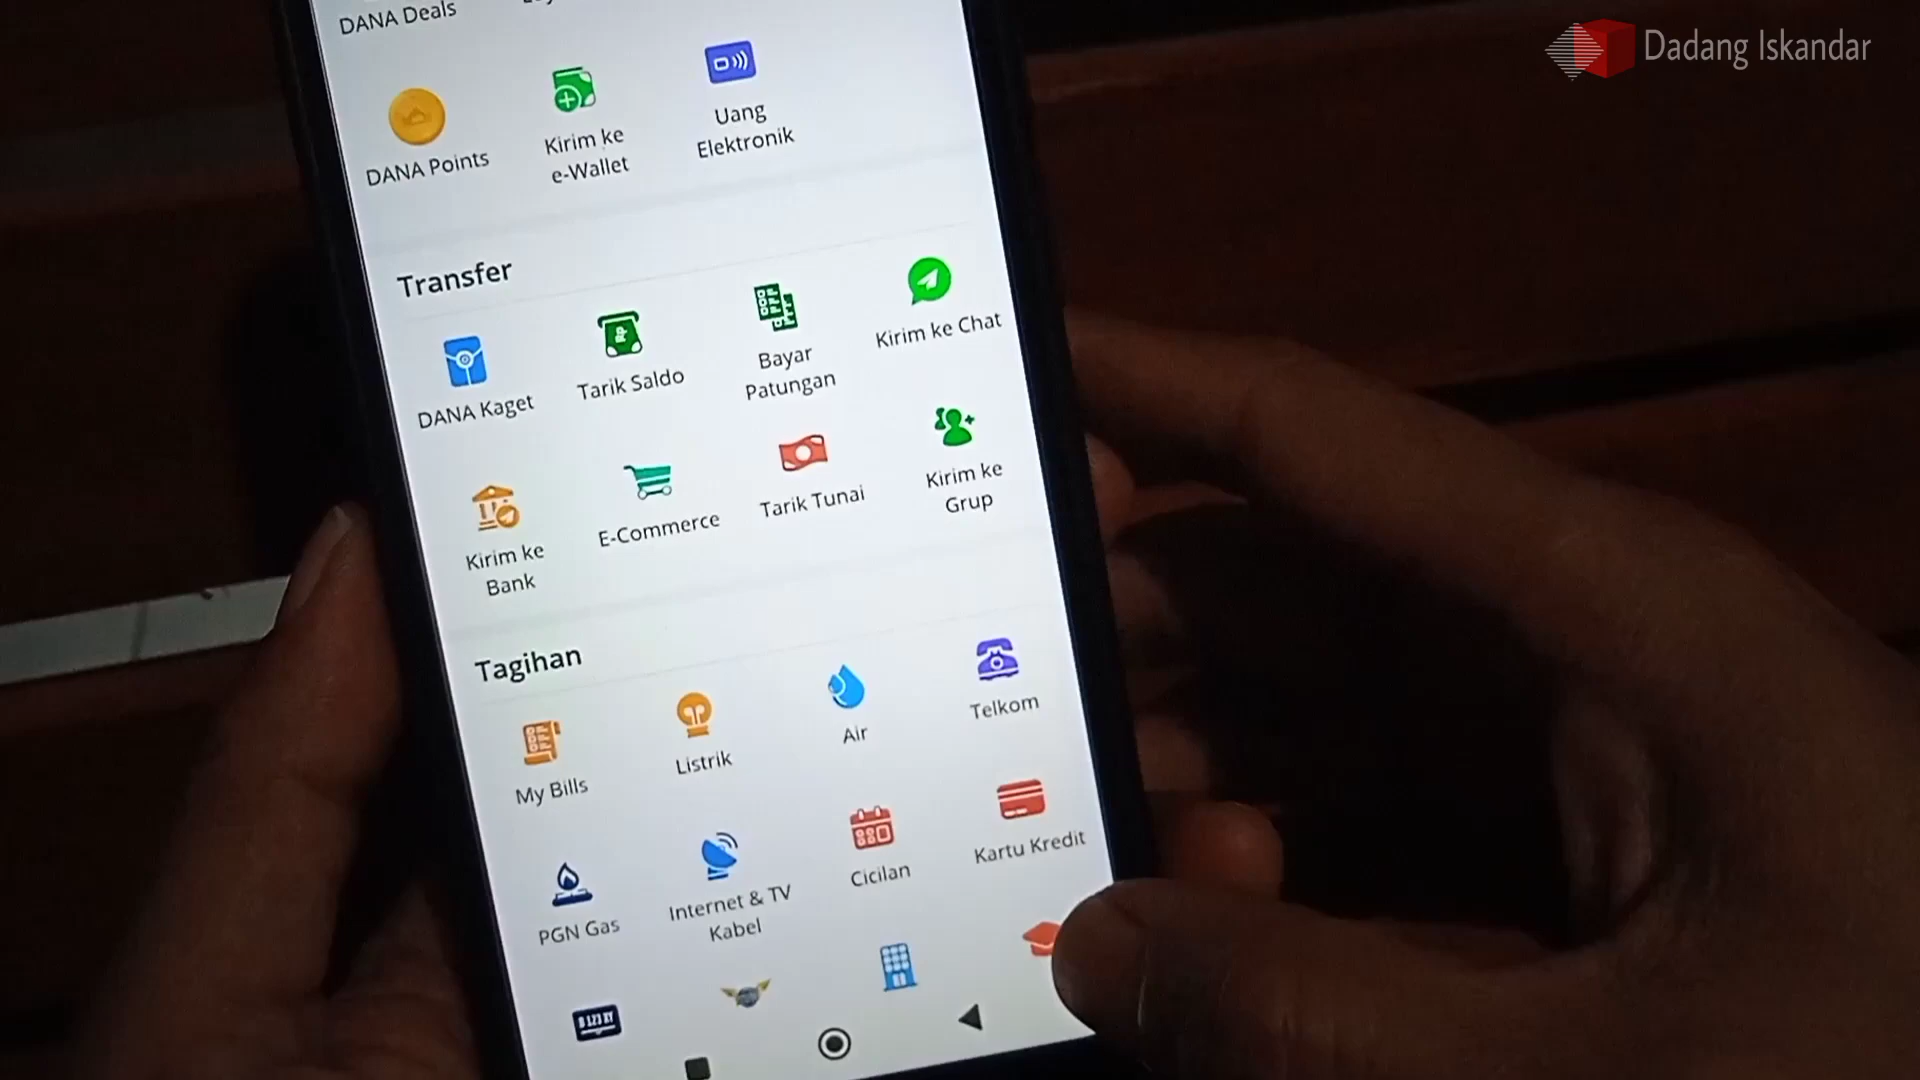 Dadang Iskandar
DANA Deals
DANA Points
Kirim ke
e-Wallet
Uang
Elektronik
Transfer
DANA Kaget
Tarik Saldo
Bayar
Patungan
Kirim ke Chat
Kirim ke
Bank
E-Commerce
Tarik Tunai
Kirim ke
Grup
Tagihan
My Bills
Listrik
Air
Telkom
PGN Gas
Internet & TV
Kabel
Cicilan
Kartu Kredit